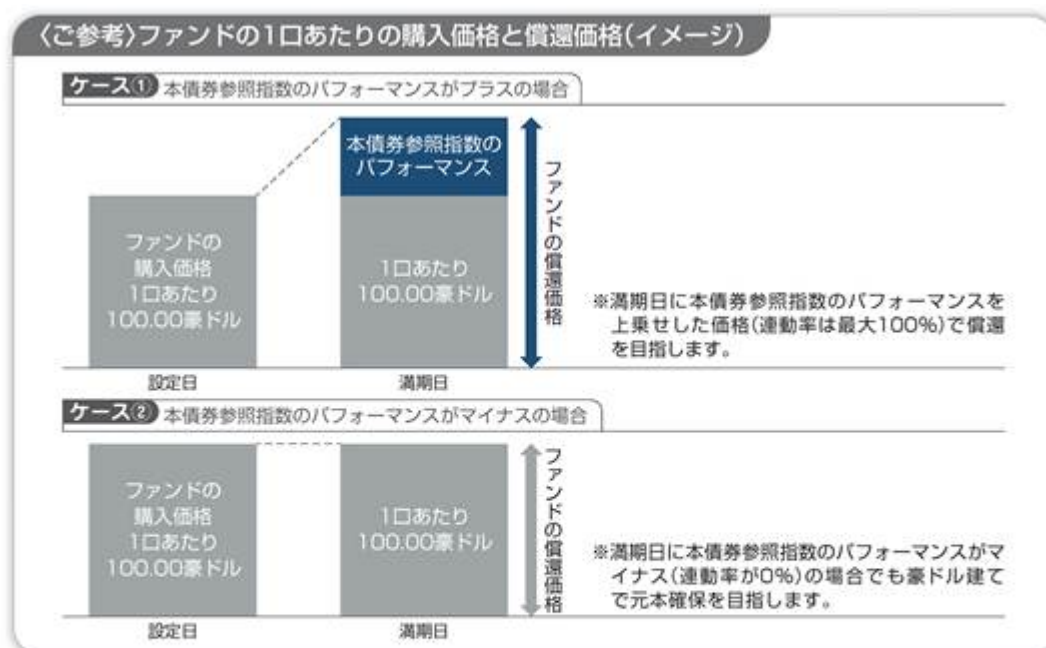 〈ご参考〉ファンドの1口あたりの購入価格と償還価格(イメージ)
ケース① 本債券参照指数のパフォーマンスがプラスの場合
本債券参照指数の
パフォーマンス
ファンドの
購入価格
1口あたり
100.00豪ドル
1口あたり
100.00豪ドル
ファンドの償還価格
※満期日に本債券参照指数のパフォーマンスを
上乗せした価格(連動率は最大100%)で償還
を目指します。
設定日
満期日
ケース② 本債券参照指数のパフォーマンスがマイナスの場合
ファンドの
購入価格
1口あたり
100.00豪ドル
1口あたり
100.00豪ドル
ファンドの償還価格
※満期日に本債券参照指数のパフォーマンスがマ
イナス(連動率が0%)の場合でも豪ドル建て
で元本確保を目指します。
設定日
満期日